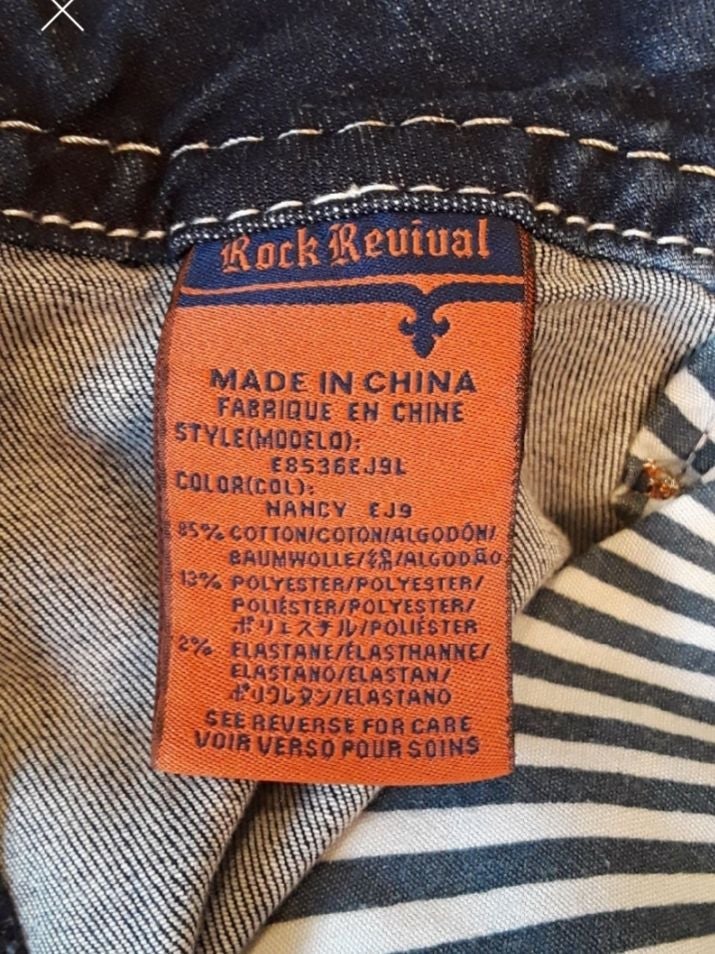 Rock Revival
MADE IN CHINA
FABRIQUE EN CHINE
STYLE(MODELO):
E8536EJ9L
COLOR(COL):
NANCY EJ9
85% COTTON/COTON/ALGODÓN/
BAUMWOLLE/綿/ALGODÃO
13% POLYESTER/POLYESTER/
POLIÉSTER/POLYESTER/
ポリエステル/POLIÉSTER
2% ELASTANE/ÉLASTHANNE/
ELASTANO/ELASTAN/
ポリウレタン/ELASTANO
SEE REVERSE FOR CARE
VOIR VERSO POUR SOINS